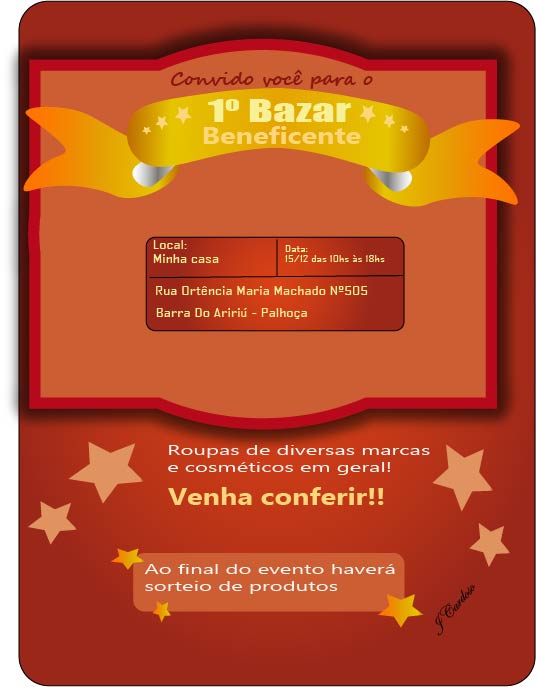 Convido você para o
1º Bazar
Beneficente
Local:
Minha casa
Data:
15/12 das 10hs às 18hs
Rua Ortência Maria Machado Nº505
Barra Do Aririú - Palhoça
Roupas de diversas marcas
e cosméticos em geral!
Venha conferir!!
Ao final do evento haverá
sorteio de produtos
J Cardoso